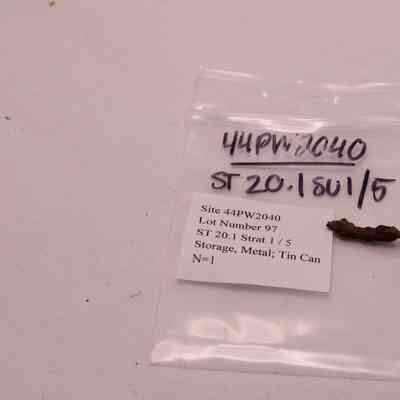 44PW2040
ST 20.1 SU1/5
Site 44PW2040
Lot Number 97
ST 20.1 Strat 1 / 5
Storage, Metal; Tin Can
N=1